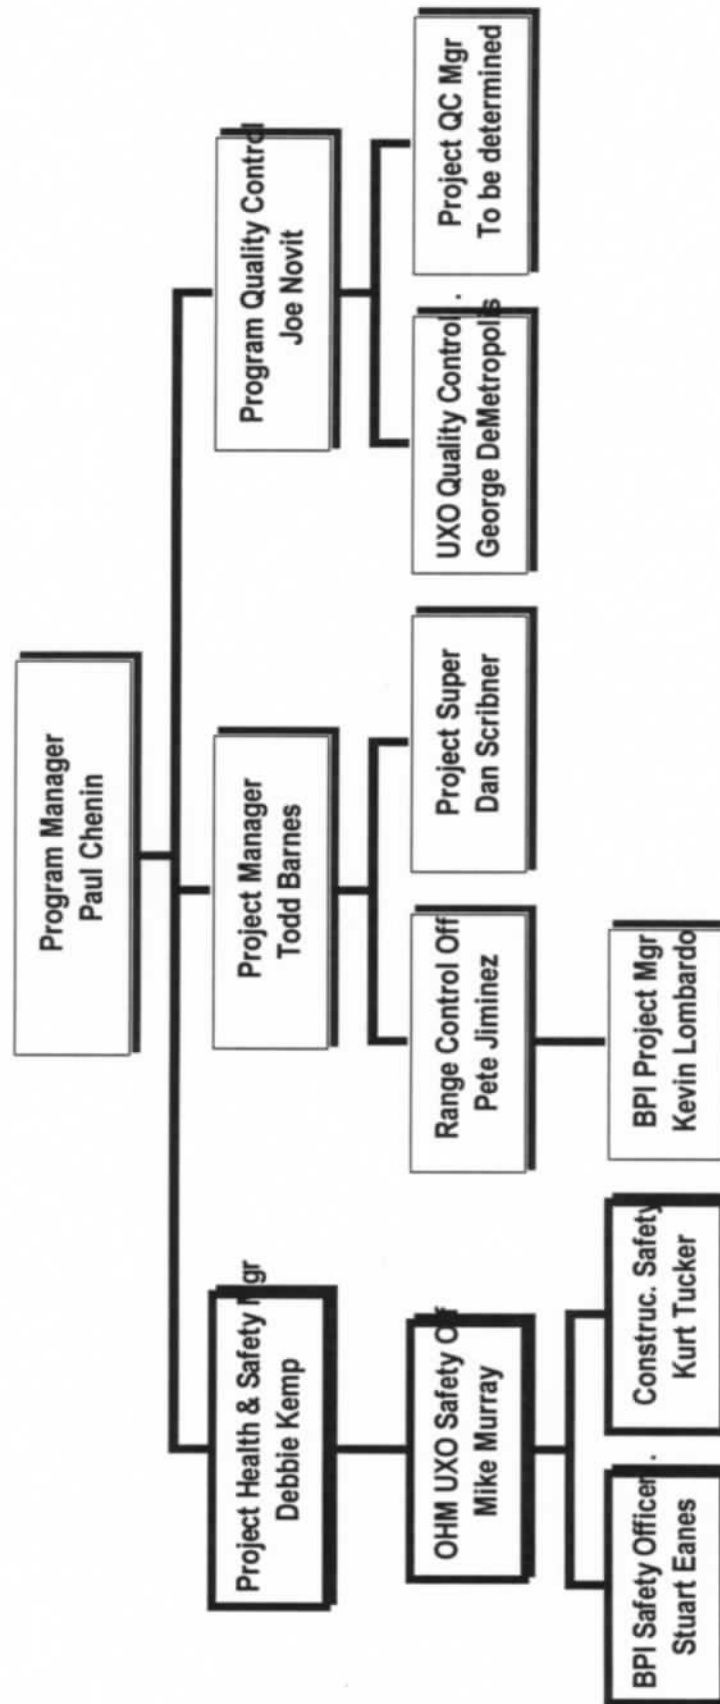 Program Manager
Paul Chenin
Project Health & Safety Mgr
Debbie Kemp
Project Manager
Todd Barnes
Program Quality Control
Joe Novit
OHM UXO Safety Off
Mike Murray
Range Control Off
Pete Jiminez
Project Super
Dan Scribner
UXO Quality Control .
George DeMetropolis
Project QC Mgr
To be determined
BPI Safety Officer .
Stuart Eanes
Construc. Safety
Kurt Tucker
BPI Project Mgr
Kevin Lombardo